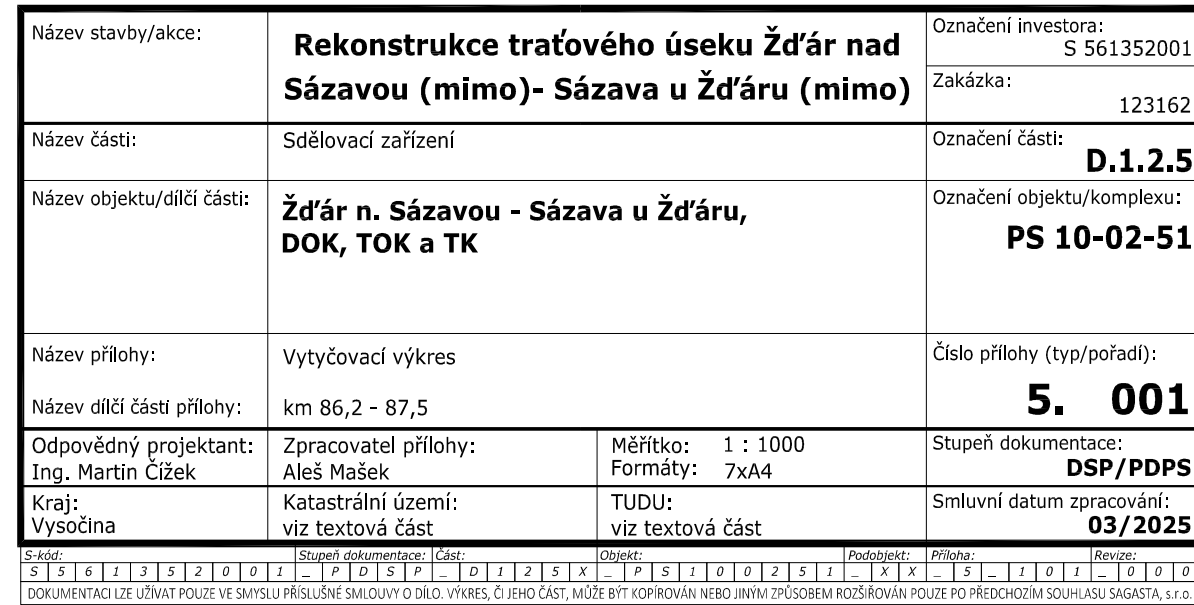 Název stavby/akce:
Rekonstrukce traťového úseku Žďár nad
Sázavou (mimo)- Sázava u Žďáru (mimo)
Označení investora:
S 561352001
Zakázka:
123162
Název části:
Sdělovací zařízení
Označení části:
D.1.2.5
Název objektu/dílčí části:
Žďár n. Sázavou - Sázava u Žďáru,
DOK, TOK a TK
Označení objektu/komplexu:
PS 10-02-51
Název přílohy:
Vytyčovací výkres
Číslo přílohy (typ/pořadí):
5. 001
Název dílčí části přílohy:
km 86,2 - 87,5
Odpovědný projektant:
Ing. Martin Čížek
Zpracovatel přílohy:
Aleš Mašek
Měřítko: 1 : 1000
Formáty: 7xA4
Stupeň dokumentace:
DSP/PDPS
Kraj:
Vysočina
Katastrální území:
viz textová část
TUDU:
viz textová část
Smluvní datum zpracování:
03/2025
S-kód: Stupeň dokumentace: Část: Objekt: Podobjekt: Příloha: Revize:
S 5 6 1 3 5 2 0 0 1 _ P D S P _ D 1 2 5 X _ P S 1 0 0 2 5 1 _ X X _ 5 _ 1 0 1 _ 0 0 0
DOKUMENTACI LZE UŽÍVAT POUZE VE SMYSLU PŘÍSLUŠNÉ SMLOUVY O DÍLO. VÝKRES, ČI JEHO ČÁST, MŮŽE BÝT KOPÍROVÁN NEBO JINÝM ZPŮSOBEM ROZŠIŘOVÁN POUZE PO PŘEDCHOZÍM SOUHLASU SAGASTA, s.r.o.